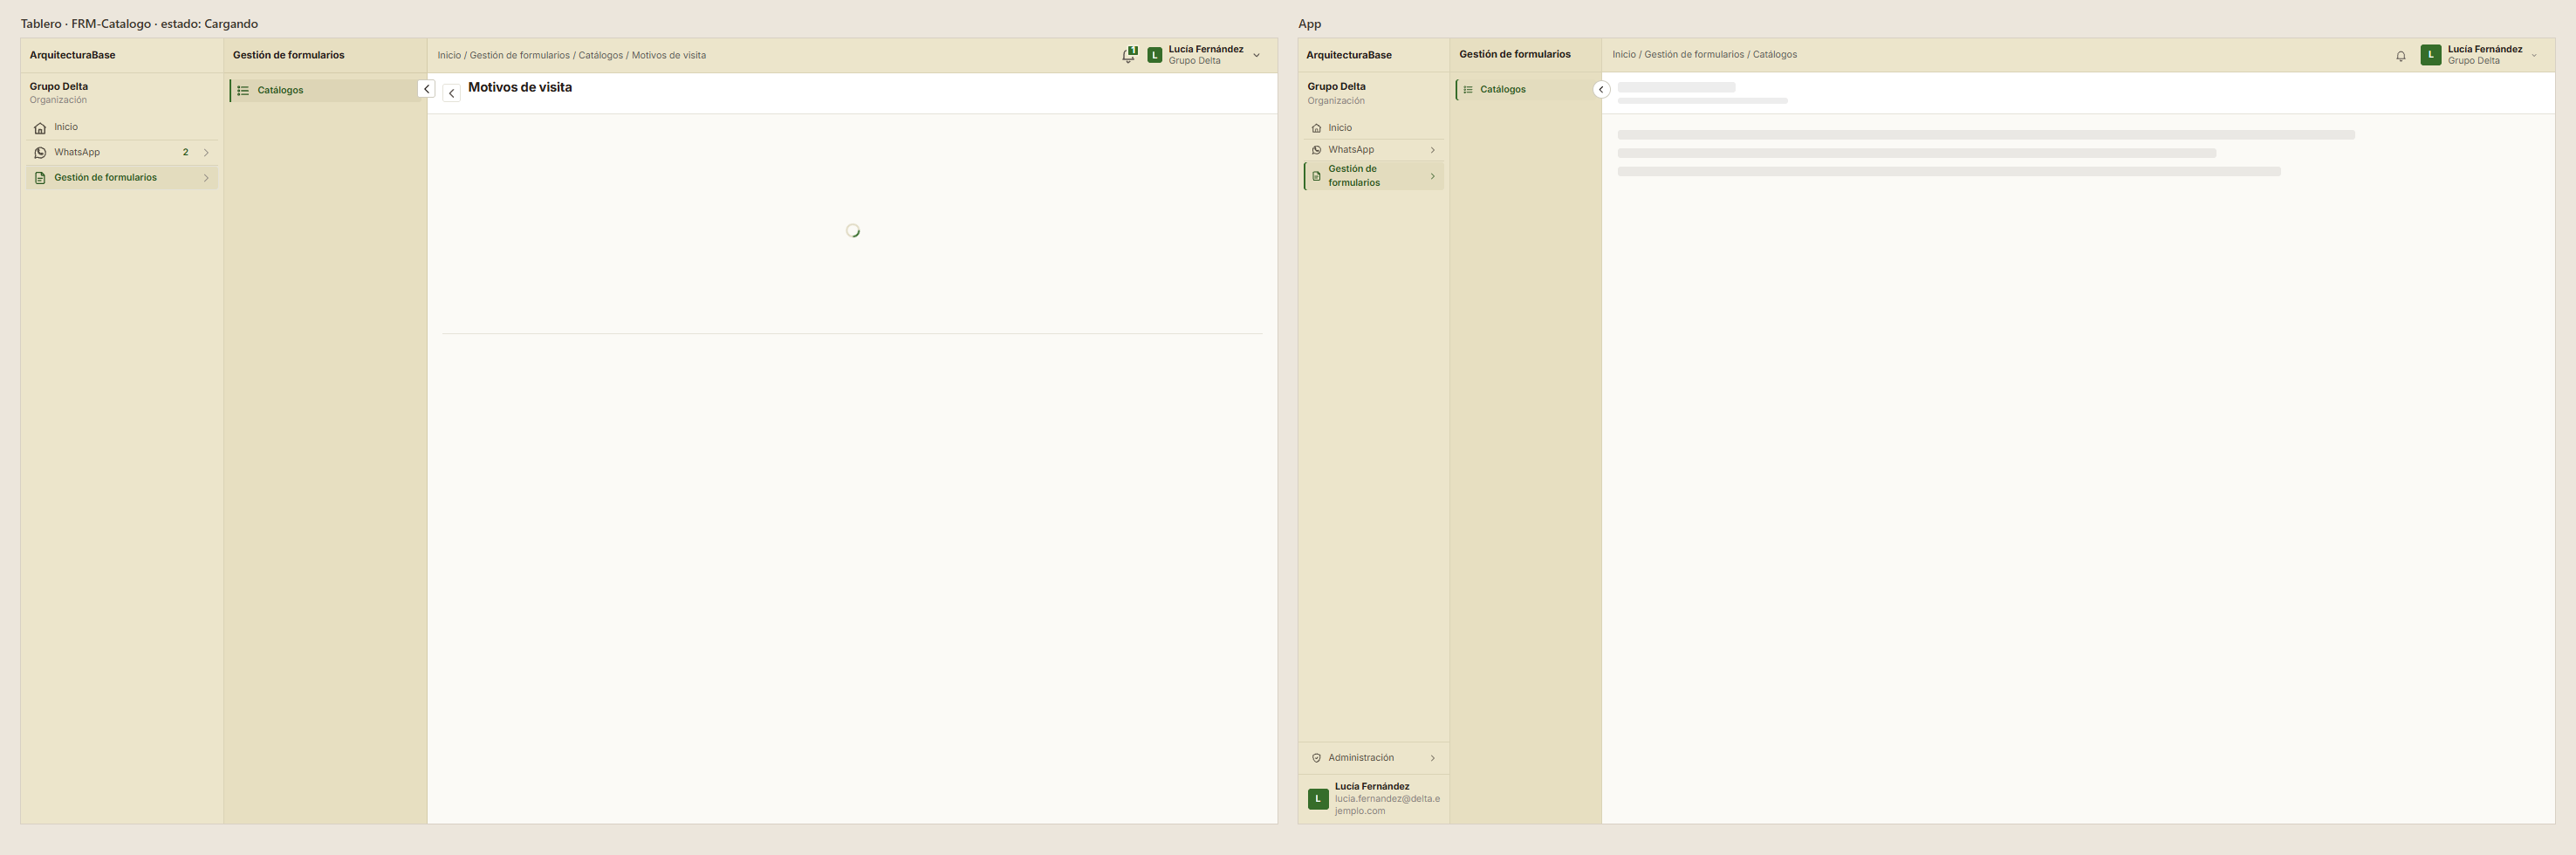 Tablero · FRM-Catalogo · estado: Cargando
ArquitecturaBase
Gestión de formularios
Inicio / Gestión de formularios / Catálogos / Motivos de visita
1
L
Lucía Fernández
Grupo Delta
Grupo Delta
Organización
Catálogos
Motivos de visita
Inicio
WhatsApp
2
Gestión de formularios
App
ArquitecturaBase
Gestión de formularios
Inicio / Gestión de formularios / Catálogos
L
Lucía Fernández
Grupo Delta
Grupo Delta
Organización
Catálogos
Inicio
WhatsApp
Gestión de
formularios
Administración
L
Lucía Fernández
lucia.fernandez@delta.e
jemplo.com